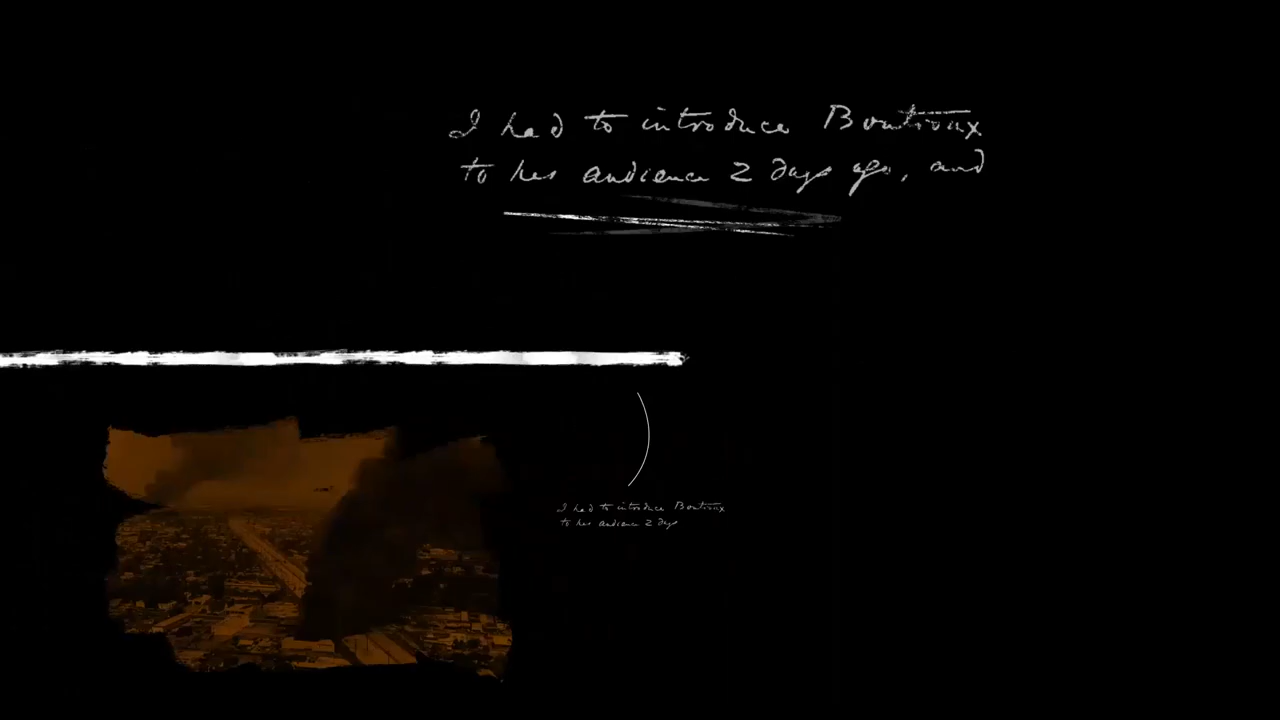 I had to introduce Boutroux
to his audience 2 days ago, and
I had to introduce Boutroux
to his audience 2 days